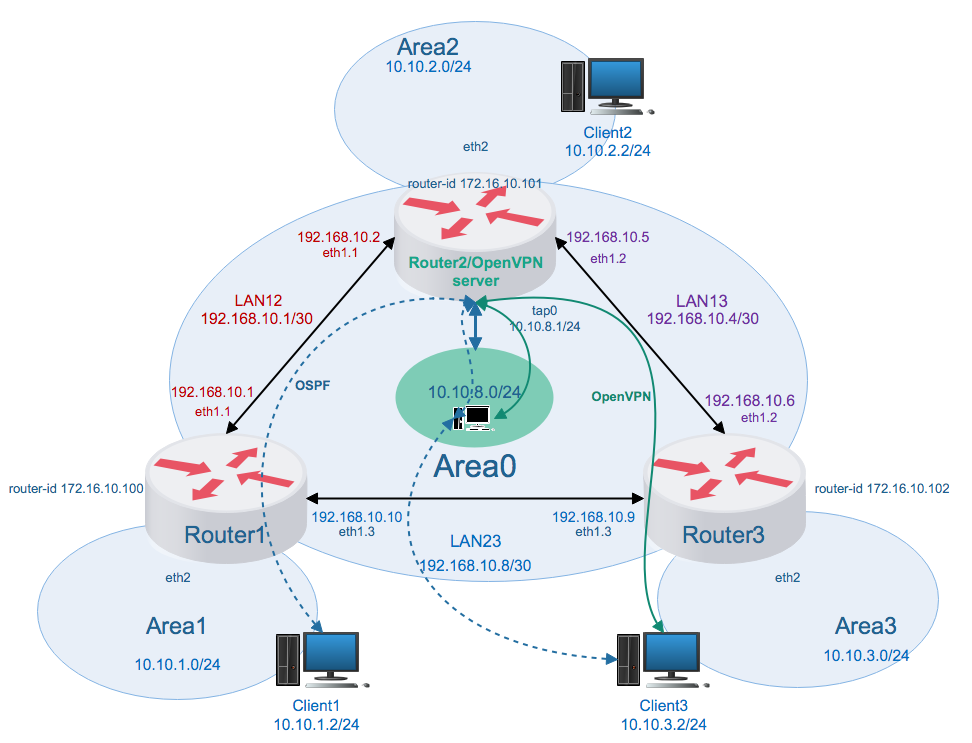 Area2
10.10.2.0/24
Client2
10.10.2.2/24
eth2
router-id 172.16.10.101
192.168.10.2
eth1.1
192.168.10.5
eth1.2
Router2/OpenVPN
server
LAN12
192.168.10.1/30
LAN13
192.168.10.4/30
tap0
10.10.8.1/24
OSPF
192.168.10.1
eth1.1
10.10.8.0/24
OpenVPN
192.168.10.6
eth1.2
Area0
router-id 172.16.10.100
router-id 172.16.10.102
Router1
192.168.10.10
eth1.3
192.168.10.9
eth1.3
Router3
LAN23
192.168.10.8/30
eth2
eth2
Area1
10.10.1.0/24
Area3
10.10.3.0/24
Client1
10.10.1.2/24
Client3
10.10.3.2/24